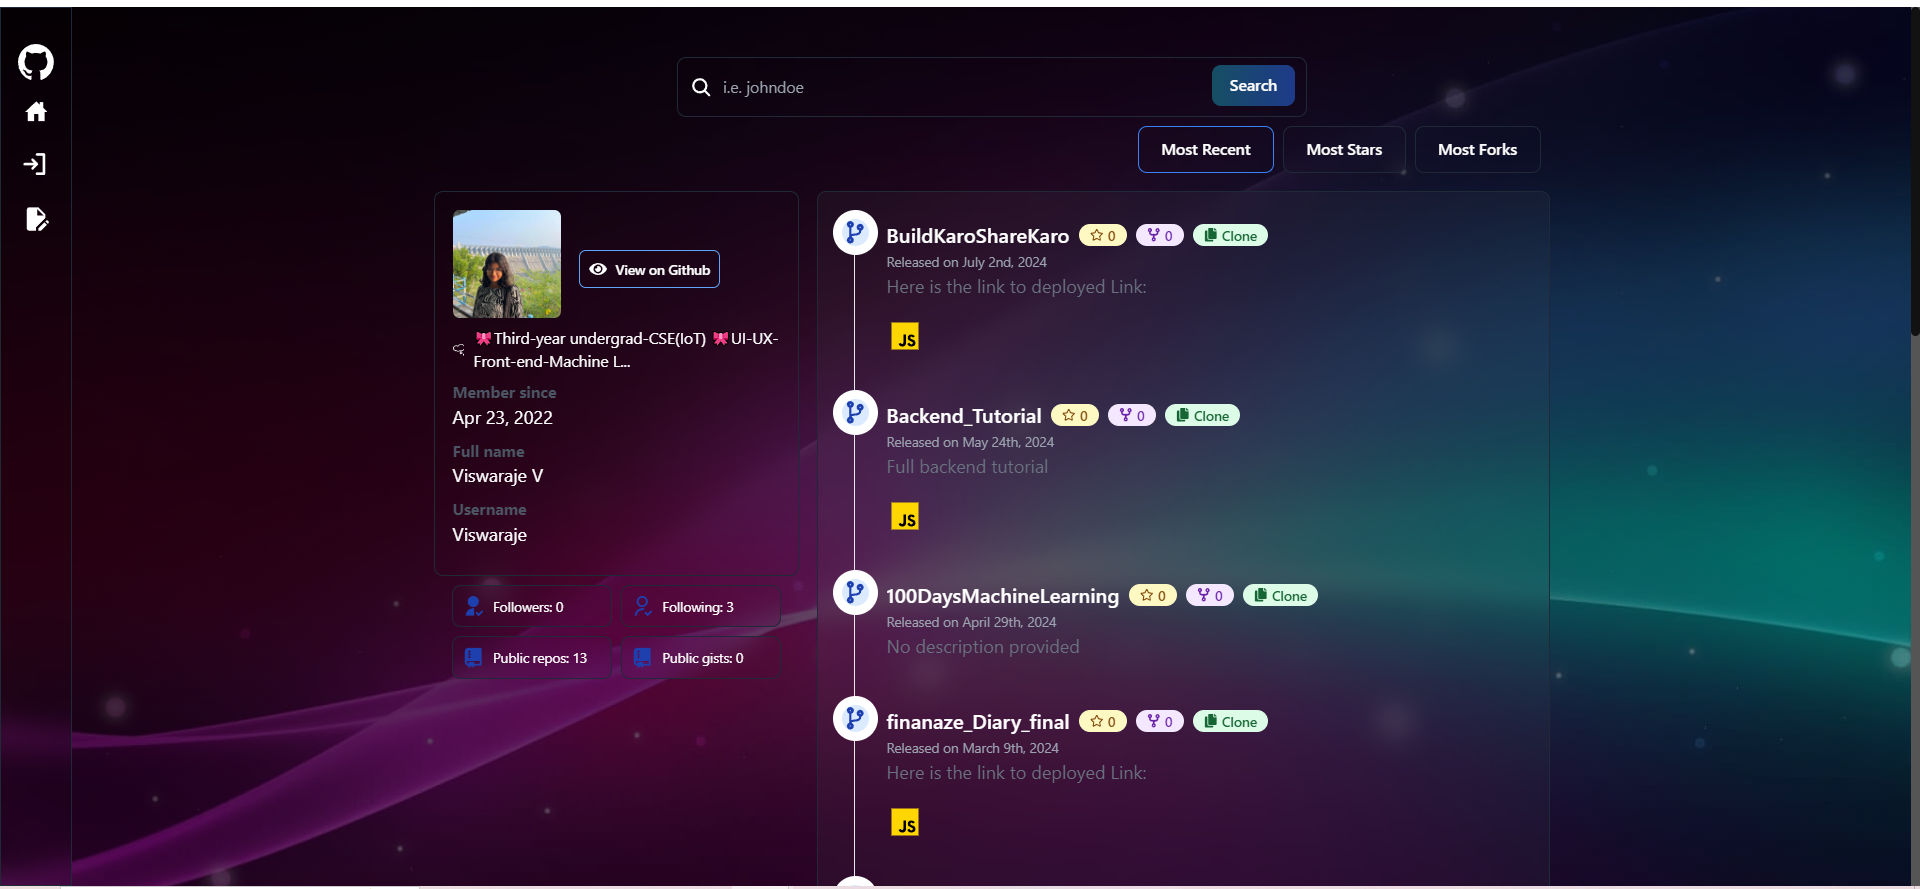 i.e. johndoe
Search
Most Recent
Most Stars
Most Forks
View on Github
🎀Third-year undergrad-CSE(IoT) 🎀UI-UX-
Front-end-Machine L...
Member since
Apr 23, 2022
Full name
Viswaraje V
Username
Viswaraje
Followers: 0
Following: 3
Public repos: 13
Public gists: 0
BuildKaroShareKaro 0 0 Clone
Released on July 2nd, 2024
Here is the link to deployed Link:
JS
Backend_Tutorial 0 0 Clone
Released on May 24th, 2024
Full backend tutorial
JS
100DaysMachineLearning 0 0 Clone
Released on April 29th, 2024
No description provided
finanaze_Diary_final 0 0 Clone
Released on March 9th, 2024
Here is the link to deployed Link:
JS